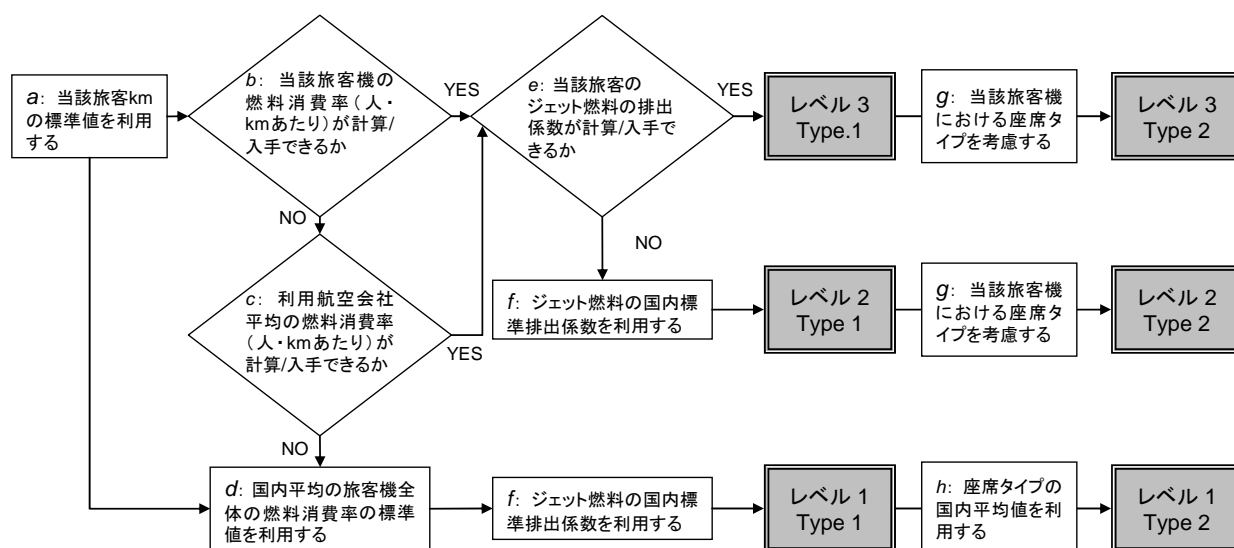 a: 当該旅客km
の標準値を利用
する
b: 当該旅客機の
燃料消費率(人・
kmあたり)が計算/
入手できるか
YES
e: 当該旅客の
ジェット燃料の排出
係数が計算/入手で
きるか
YES
レベル 3
Type.1
g: 当該旅客機
における座席タ
イプを考慮する
レベル 3
Type 2
NO
NO
c: 利用航空会社
平均の燃料消費率
(人・kmあたり)が
計算/入手できるか
YES
f: ジェット燃料の国内標
準排出係数を利用する
レベル 2
Type 1
g: 当該旅客機
における座席タ
イプを考慮する
レベル 2
Type 2
NO
d: 国内平均の旅客機全
体の燃料消費率の標準
値を利用する
f: ジェット燃料の国内標
準排出係数を利用する
レベル 1
Type 1
h: 座席タイプの
国内平均値を利
用する
レベル 1
Type 2